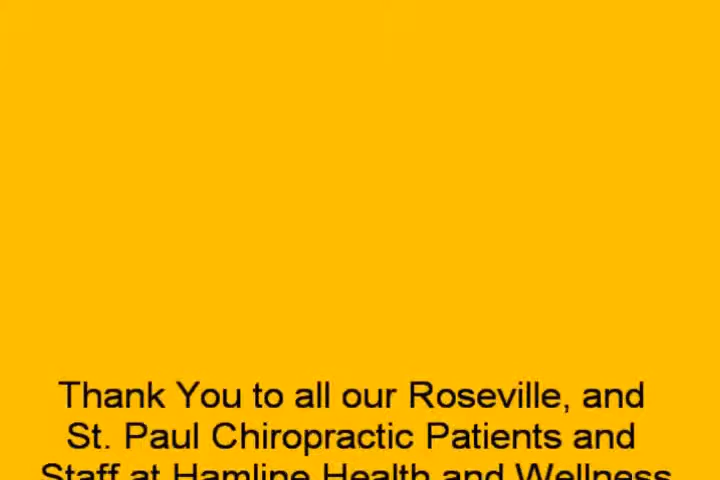 Thank You to all our Roseville, and
St. Paul Chiropractic Patients and
Staff at Hamline Health and Wellness